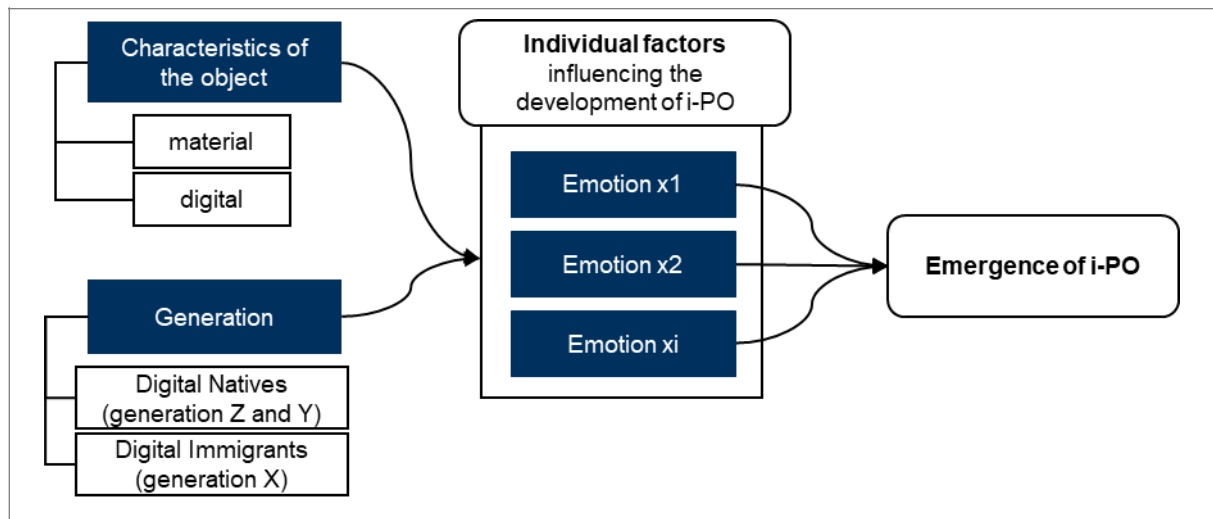 Characteristics of
the object
material
digital
Generation
Digital Natives
(generation Z and Y)
Digital Immigrants
(generation X)
Individual factors
influencing the
development of i-PO
Emotion x1
Emotion x2
Emotion xi
Emergence of i-PO